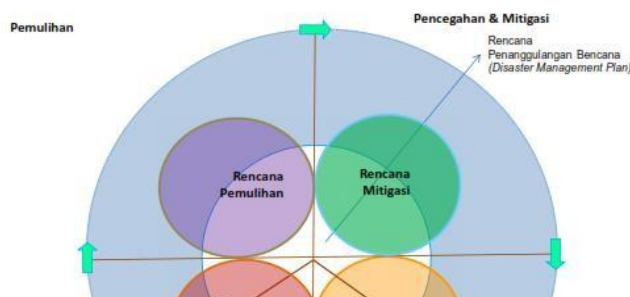 Pemulihan
Pencegahan & Mitigasi
Rencana
Penanggulangan Bencana
(Disaster Management Plan)
Rencana
Pemulihan
Rencana
Mitigasi